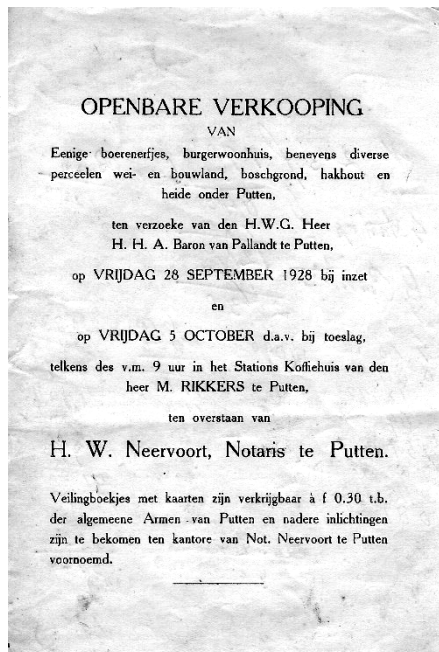 OPENBARE VERKOOPING
VAN
Eenige boerenerfjes, burgerwoonhuis, benevens diverse
perceelen wei- en bouwland, boschgrond, hakhout en
heide onder Putten,
ten verzoeke van den H.W.G. Heer
H. H. A. Baron van Pallandt te Putten,
op VRIJDAG 28 SEPTEMBER 1928 bij inzet
en
op VRIJDAG 5 OCTOBER d.a.v. bij toeslag,
telkens des v.m. 9 uur in het Stations Koffiehuis van den
heer M. RIKKERS te Putten,
ten overstaan van
H. W. Neervoort, Notaris te Putten.
Veilingboekjes met kaarten zijn verkrijgbaar à f 0.30 t.b.
der algemeene Armen van Putten en nadere inlichtingen
zijn te bekomen ten kantore van Not. Neervoort te Putten
voornoemd.